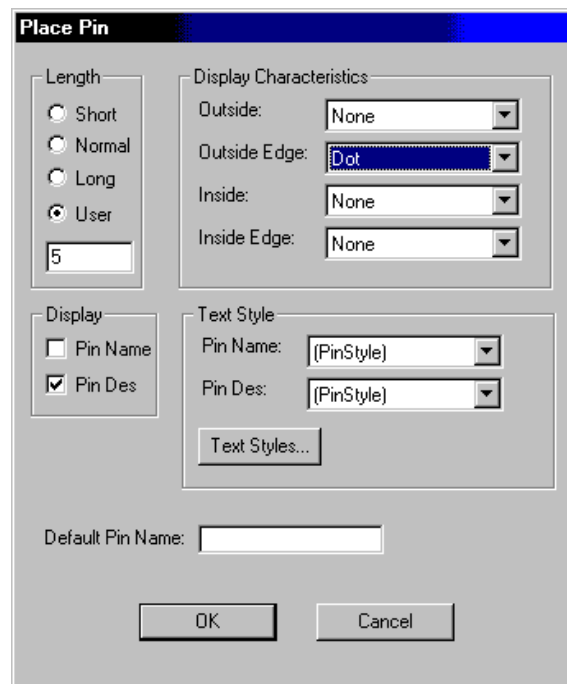 Place Pin
Length
Short
Normal
Long
User
5
Display Characteristics
Outside: None
Outside Edge: Dot
Inside: None
Inside Edge: None
Display
Pin Name
Pin Des
Text Style
Pin Name: (PinStyle)
Pin Des: (PinStyle)
Text Styles...
Default Pin Name:
OK Cancel